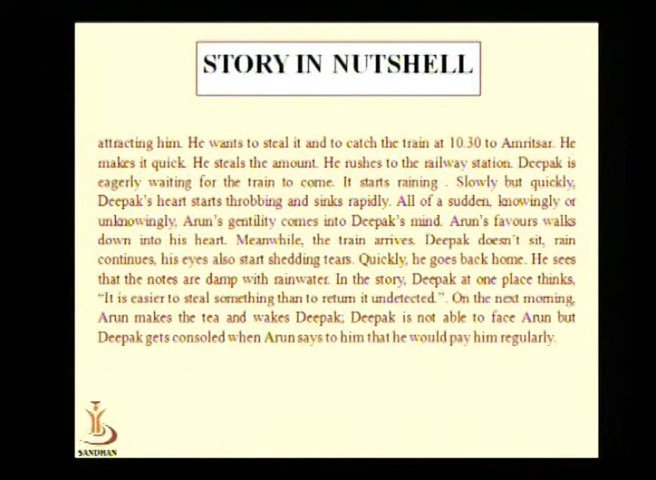 STORY IN NUTSHELL
attracting him. He wants to steal it and to catch the train at 10.30 to Amritsar. He
makes it quick. He steals the amount. He rushes to the railway station. Deepak is
eagerly waiting for the train to come. It starts raining . Slowly but quickly,
Deepak's heart starts throbbing and sinks rapidly. All of a sudden, knowingly or
unknowingly, Arun's gentility comes into Deepak's mind. Arun's favours walks
down into his heart. Meanwhile, the train arrives. Deepak doesn't sit, rain
continues, his eyes also start shedding tears. Quickly, he goes back home. He sees
that the notes are damp with rainwater. In the story, Deepak at one place thinks,
"It is easier to steal something than to return it undetected.". On the next morning,
Arun makes the tea and wakes Deepak; Deepak is not able to face Arun but
Deepak gets consoled when Arun says to him that he would pay him regularly.
SANDHAN